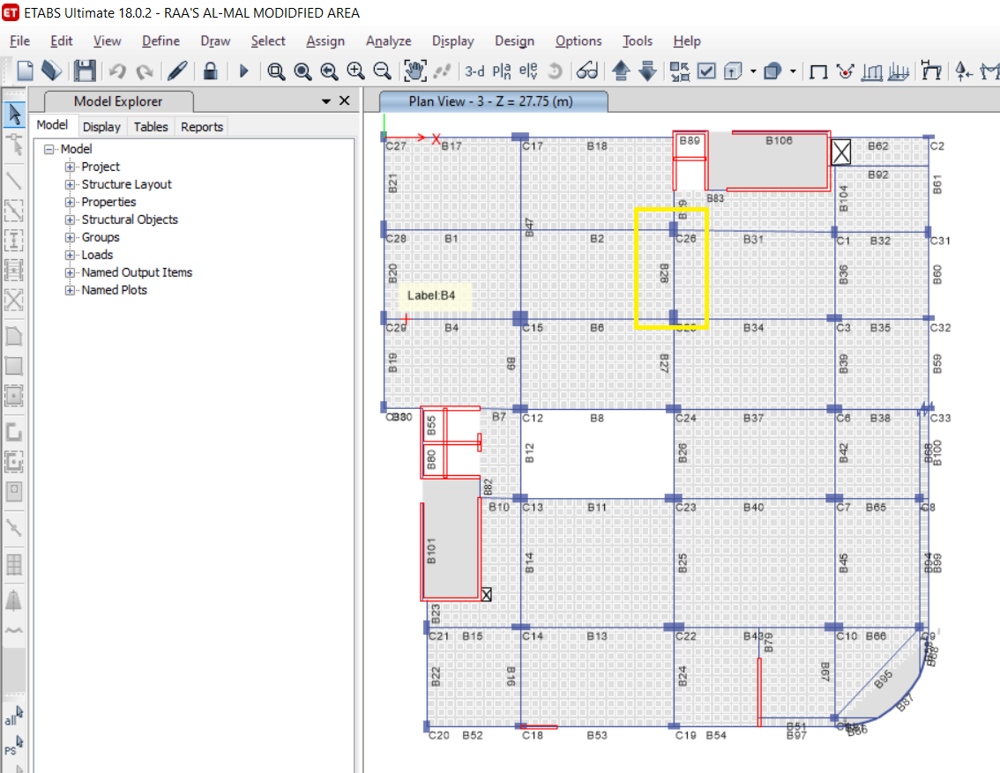 ET ETABS Ultimate 18.0.2 - RAA'S AL-MAL MODIDFIED AREA
File Edit View Define Draw Select Assign Analyze Display Design Options Tools Help
3-d
Model Explorer
Plan View - 3 - Z = 27.75 (m)
Model Display Tables Reports
Model
Project
Structure Layout
Properties
Structural Objects
Groups
Loads
Named Output Items
Named Plots
all
PS
X
C27 B17 C17 B18 B89 B106 B62 C2
B92
B21 B83 B104 B61
B47
C28 B1 B2 C26 B31 C1 B32 C31
B20 B28 B36 B60
Label:B4
C29 B4 C15 B6 B34 C3 B35 C32
B19 B9 B27 B39 B59
B7 C12 B8 C24 B37 C6 B38 C33
B55
B80 B12 B26 B42 B100
B82
B10 C13 B11 C23 B40 C7 B65 C8
B101 B14 B25 B45 B99
B23
C21 B15 C14 B13 C22 B79 C10 B66 C9
B22 B16 B24 B67 B95 B87
C20 B52 C18 B53 C19 B54 B51
B97